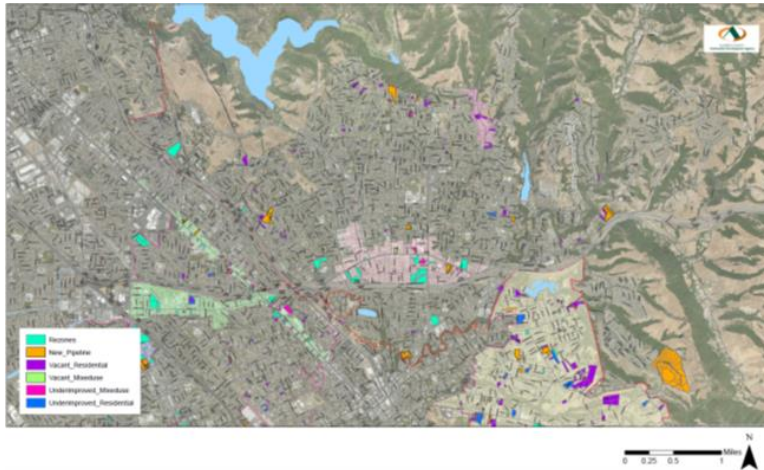 Rezones
New_Pipeline
Vacant_Residential
Vacant_Mixeduse
Underimproved_Mixeduse
Underimproved_Residential
N
Miles
0 0.25 0.5 1